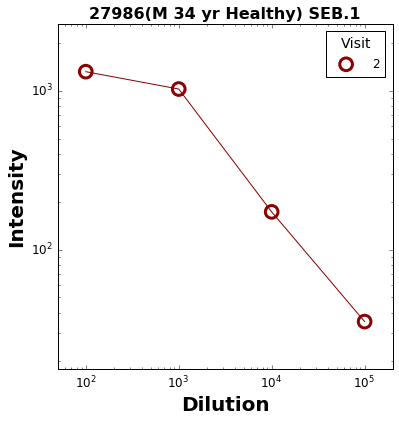 27986(M 34 yr Healthy) SEB.1
Visit
2
10³
10²
Intensity
10² 10³ 10⁴ 10⁵
Dilution